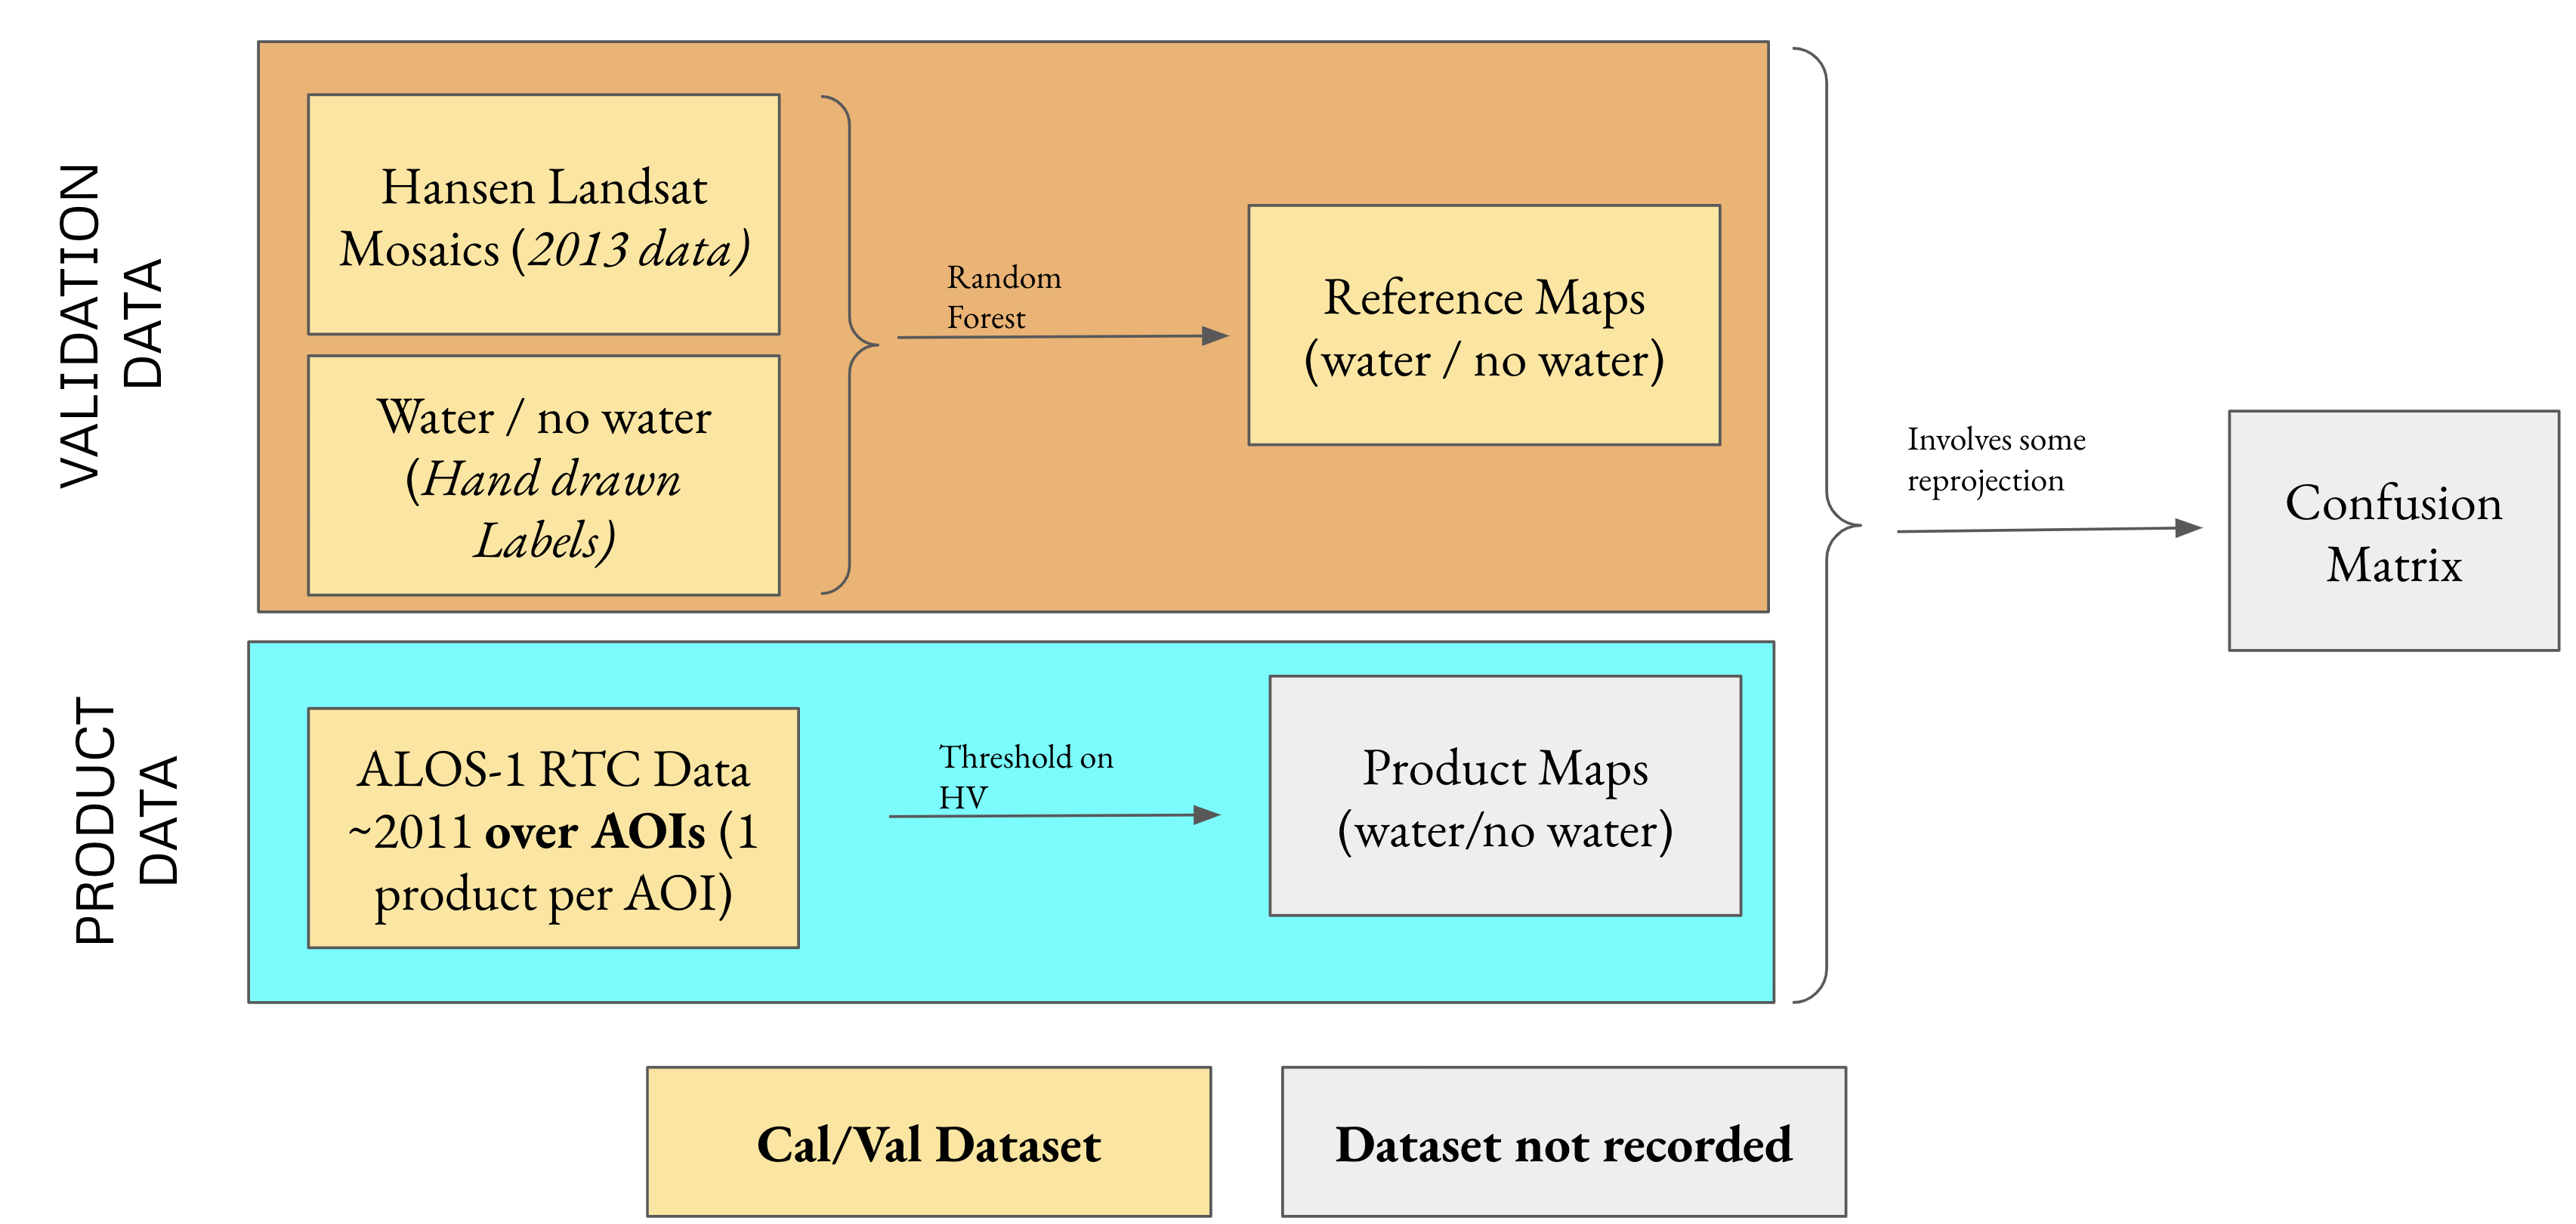 VALIDATION
DATA
Hansen Landsat
Mosaics (2013 data)
Water / no water
(Hand drawn
Labels)
Random
Forest
Reference Maps
(water / no water)
Involves some
reprojection
Confusion
Matrix
PRODUCT
DATA
ALOS-1 RTC Data
~2011 over AOIs (1
product per AOI)
Threshold on
HV
Product Maps
(water/no water)
Cal/Val Dataset
Dataset not recorded